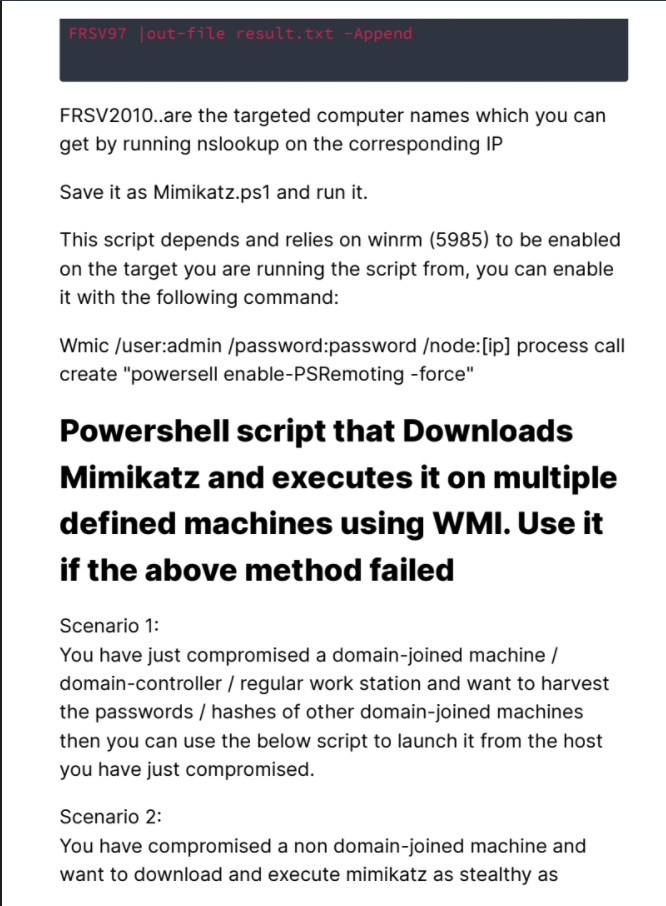 FRSV97 |out-file result.txt -Append
FRSV2010..are the targeted computer names which you can
get by running nslookup on the corresponding IP
Save it as Mimikatz.ps1 and run it.
This script depends and relies on winrm (5985) to be enabled
on the target you are running the script from, you can enable
it with the following command:
Wmic /user:admin /password:password /node:[ip] process call
create "powersell enable-PSRemoting -force"
Powershell script that Downloads
Mimikatz and executes it on multiple
defined machines using WMI. Use it
if the above method failed
Scenario 1:
You have just compromised a domain-joined machine /
domain-controller / regular work station and want to harvest
the passwords / hashes of other domain-joined machines
then you can use the below script to launch it from the host
you have just compromised.
Scenario 2:
You have compromised a non domain-joined machine and
want to download and execute mimikatz as stealthy as